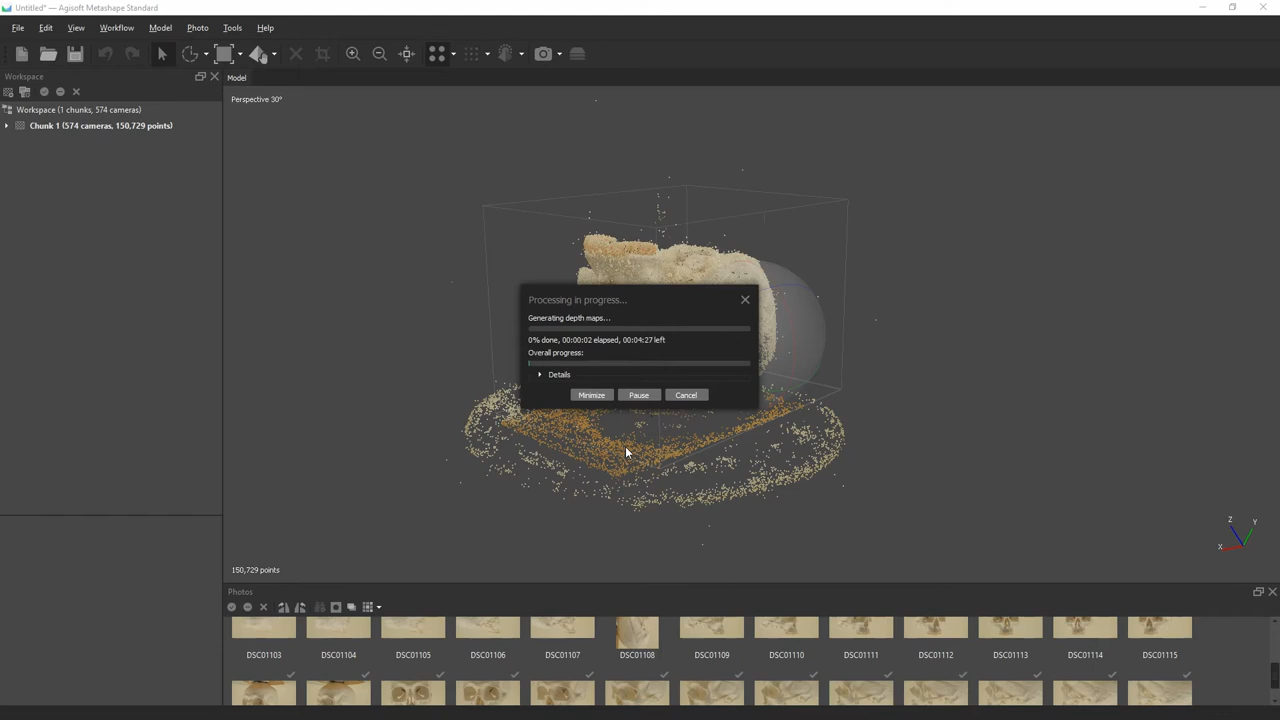 Untitled* — Agisoft Metashape Standard
File Edit View Workflow Model Photo Tools Help
Workspace
Model
Workspace (1 chunks, 574 cameras)
Chunk 1 (574 cameras, 150,729 points)
Perspective 30°
Processing in progress...
Generating depth maps...
0% done, 00:00:02 elapsed, 00:04:27 left
Overall progress:
Details
Minimize Pause Cancel
Z
Y
X
150,729 points
Photos
DSC01103 DSC01104 DSC01105 DSC01106 DSC01107 DSC01108 DSC01109 DSC01110 DSC01111 DSC01112 DSC01113 DSC01114 DSC01115